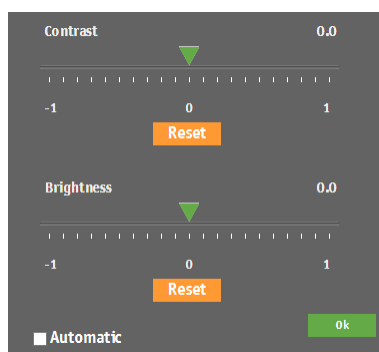 Contrast 0.0
-1 0 1
Reset
Brightness 0.0
-1 0 1
Reset
Ok
Automatic